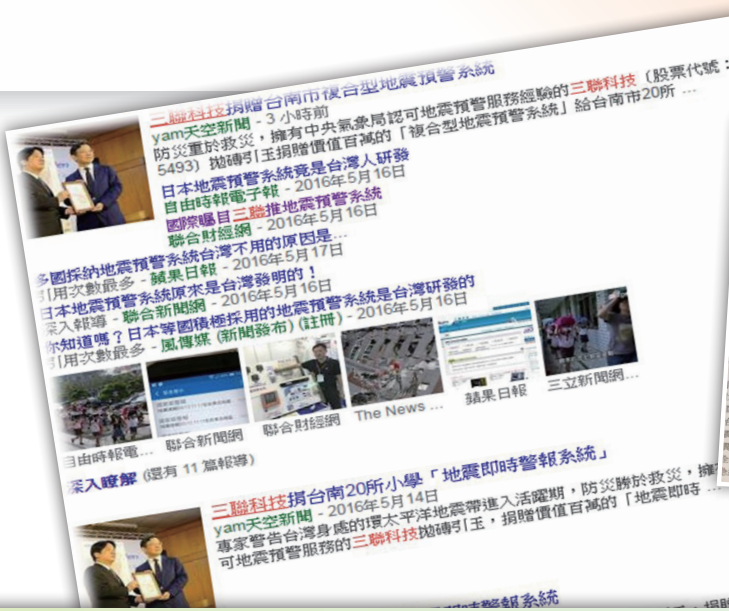 三聯科技捐贈台南市複合型地震預警系統
yam天空新聞 - 3 小時前
防災重於救災,擁有中央氣象局認可地震預警服務經驗的三聯科技(股票代號:
5493) 拋磚引玉捐贈價值百萬的「複合型地震預警系統」給台南市20所 ...
日本地震預警系統竟是台灣人研發
自由時報電子報 - 2016年5月16日
國際矚目三聯推地震預警系統
聯合財經網 - 2016年5月16日
多國採納地震預警系統台灣不用的原因是...
引用次數最多 - 蘋果日報 - 2016年5月17日
日本地震預警系統原來是台灣發明的!
深入報導 - 聯合新聞網 - 2016年5月16日
你知道嗎?日本等國積極採用的地震預警系統是台灣研發的
引用次數最多 - 風傳媒 (新聞發布) (註冊) - 2016年5月16日
自由時報電...
聯合新聞網
聯合財經網
The News ...
蘋果日報
三立新聞網...
深入瞭解 (還有 11 篇報導)
三聯科技捐台南20所小學「地震即時警報系統」
yam天空新聞 - 2016年5月14日
專家警告台灣身處的環太平洋地震帶進入活躍期,防災勝於救災,擁
可地震預警服務的三聯科技拋磚引玉,捐贈價值百萬的「地震即時 ...
即時警報系統
捐贈